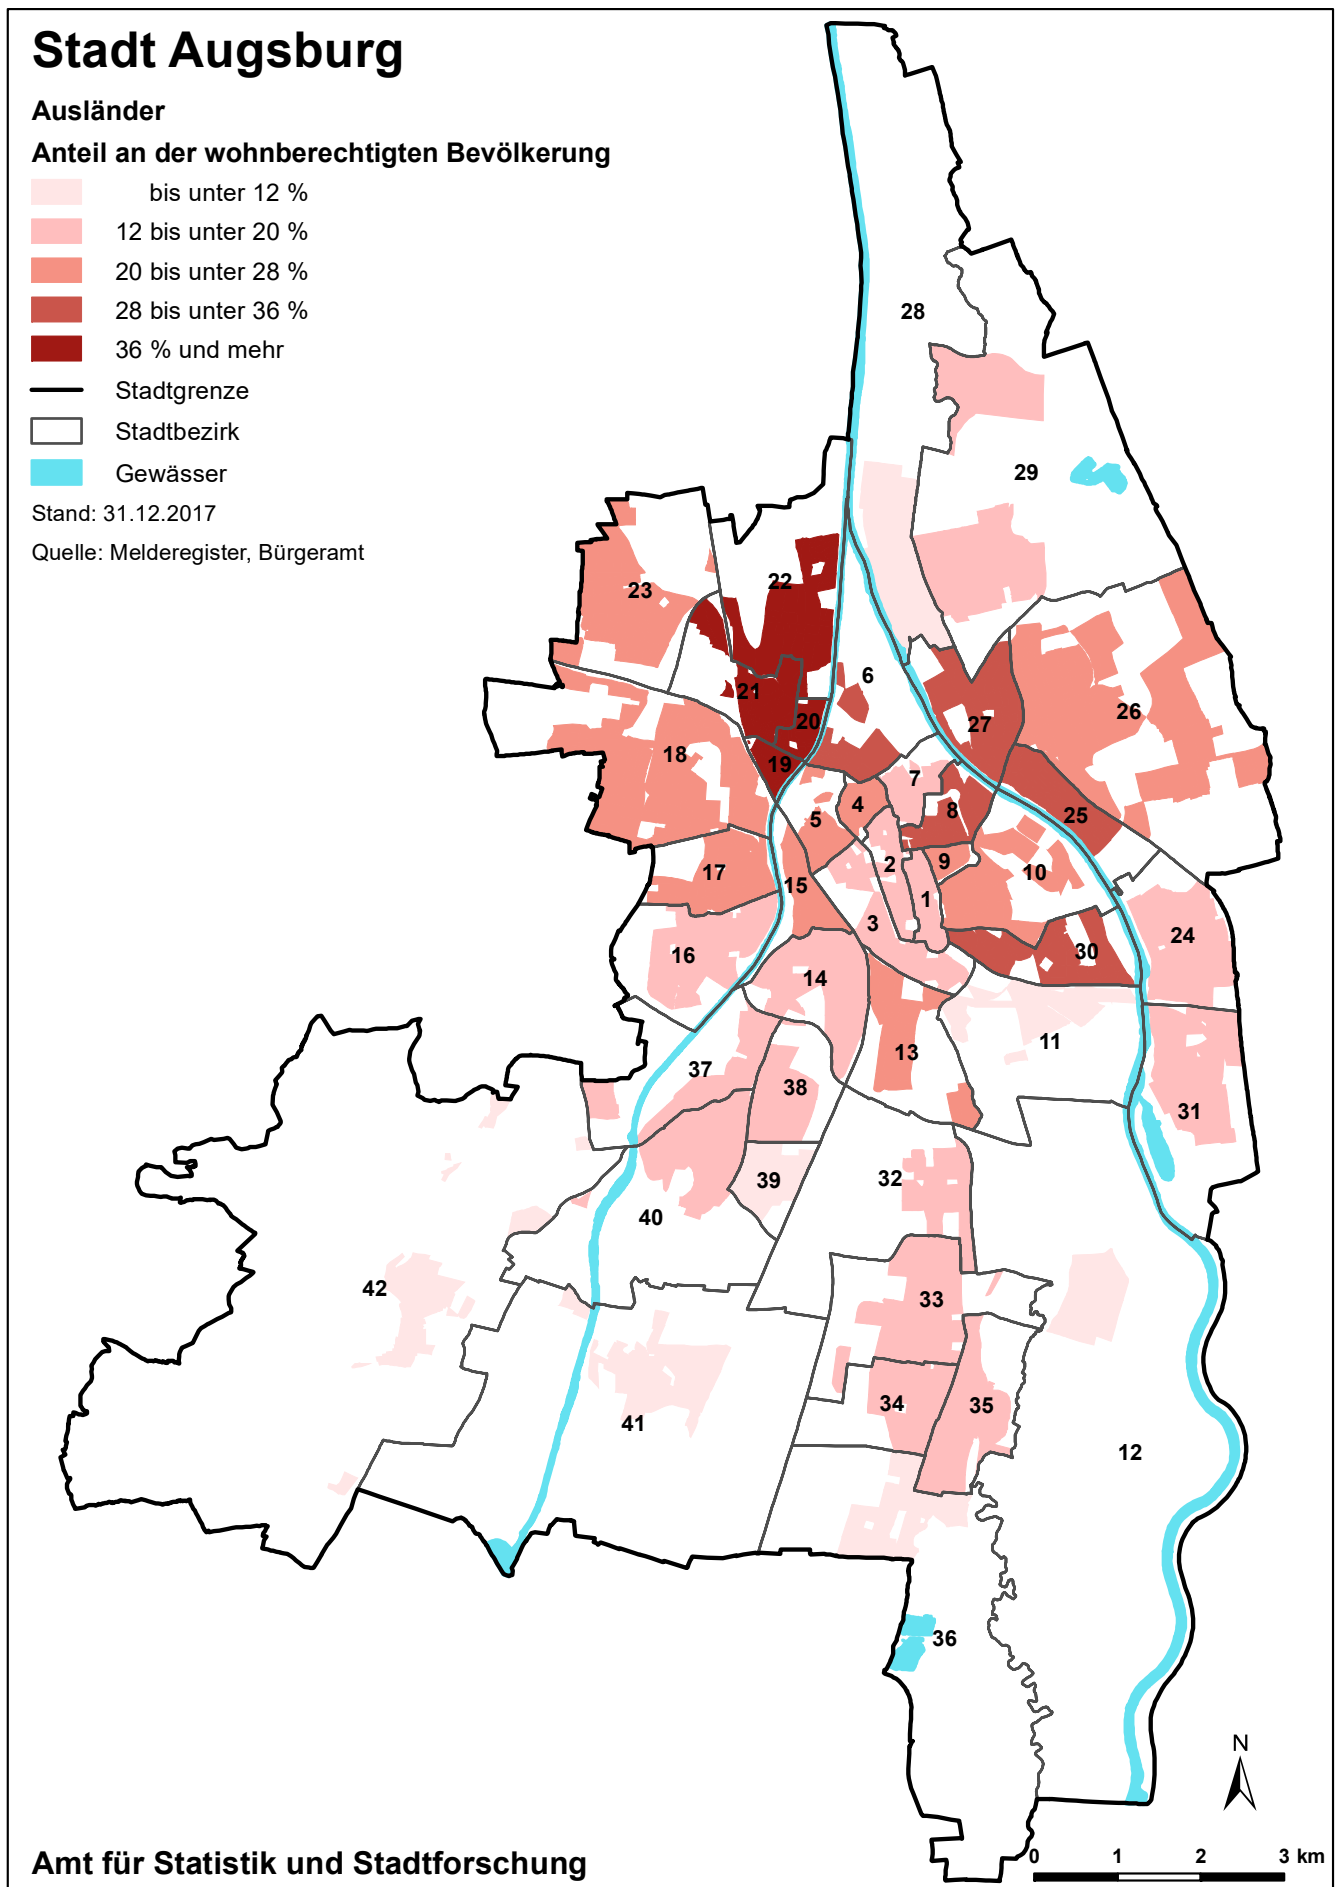 Stadt Augsburg
Ausländer
Anteil an der wohnberechtigten Bevölkerung
bis unter 12 %
12 bis unter 20 %
20 bis unter 28 %
28 bis unter 36 %
36 % und mehr
Stadtgrenze
Stadtbezirk
Gewässer
Stand: 31.12.2017
Quelle: Melderegister, Bürgeramt
28
29
22
23
6
21
20
26
27
18
19
7
4
8
5
25
2
9
17
10
15
1
3
24
16
30
14
11
13
37
38
31
39
32
40
42
33
34
35
41
12
36
N
0 1 2 3 km
Amt für Statistik und Stadtforschung